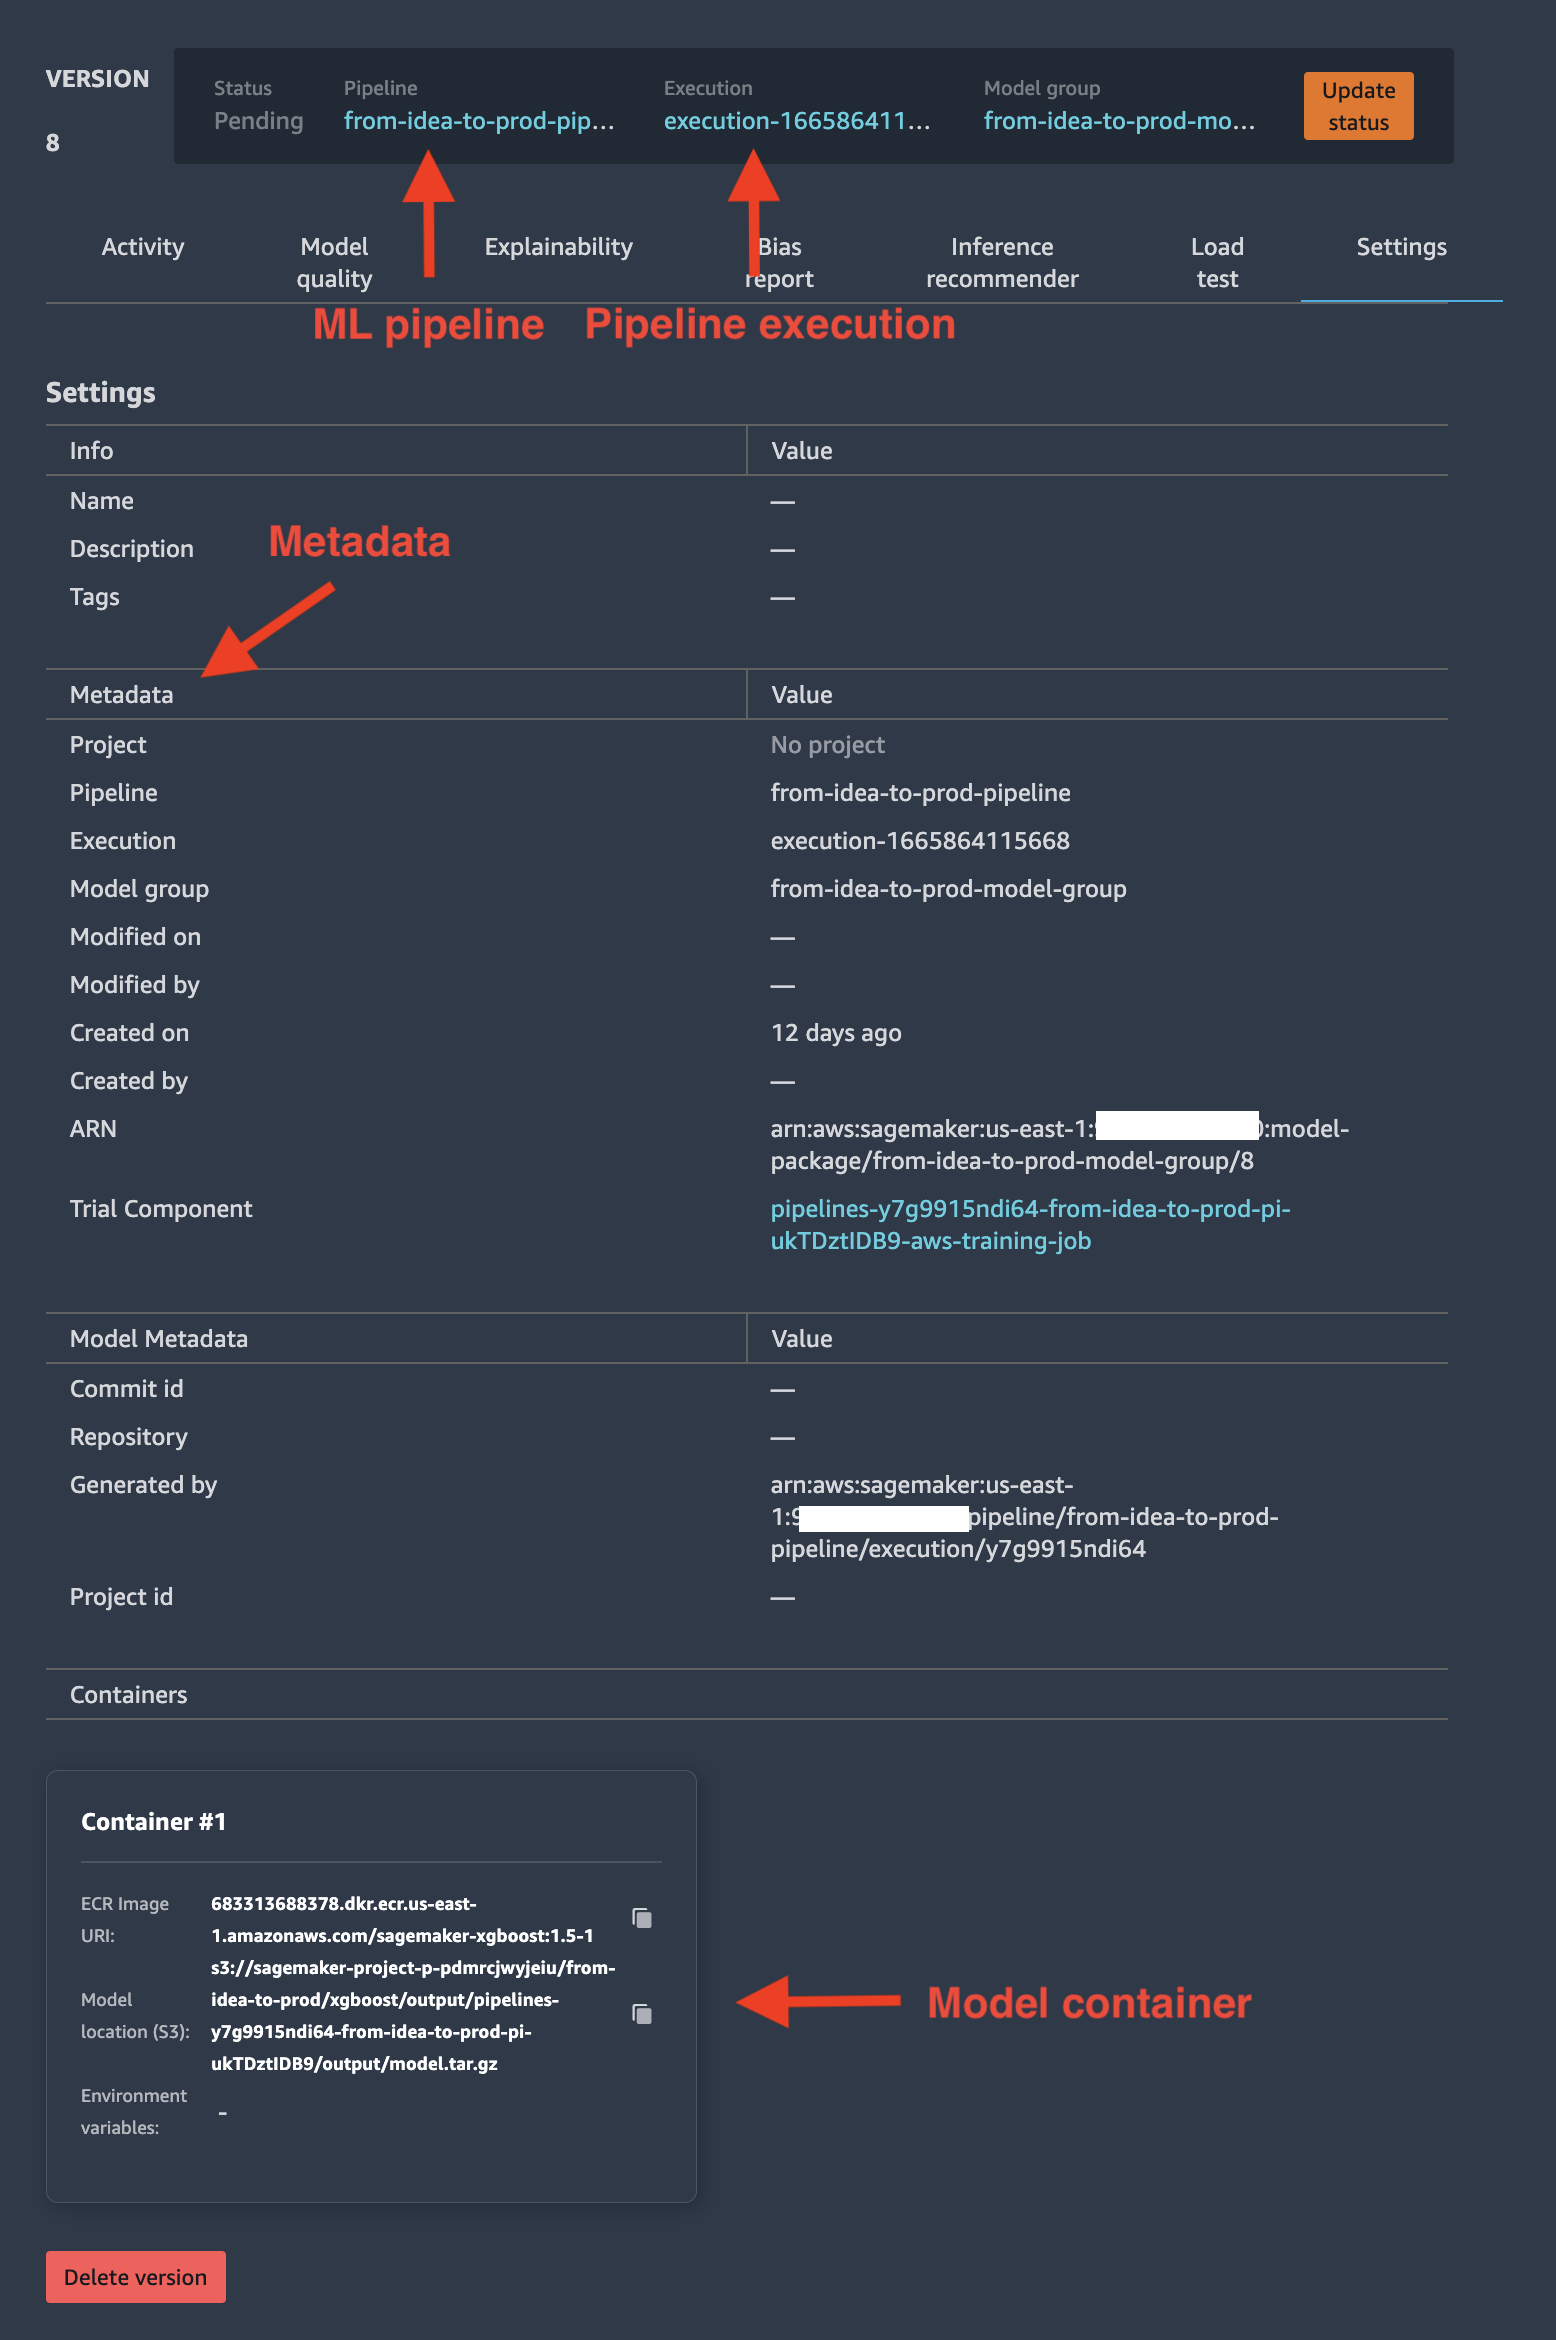 VERSION
8
Status
Pending
Pipeline
from-idea-to-prod-pip...
Execution
execution-166586411...
Model group
from-idea-to-prod-mo...
Update
status
Activity
Model
quality
Explainability
Bias
report
Inference
recommender
Load
test
Settings
ML pipeline
Pipeline execution
Settings
Info Value
Name —
Description —
Metadata
Tags —
Metadata Value
Project No project
Pipeline from-idea-to-prod-pipeline
Execution execution-1665864115668
Model group from-idea-to-prod-model-group
Modified on —
Modified by —
Created on 12 days ago
Created by —
ARN arn:aws:sagemaker:us-east-1: :model-
package/from-idea-to-prod-model-group/8
Trial Component pipelines-y7g9915ndi64-from-idea-to-prod-pi-
ukTDztIDB9-aws-training-job
Model Metadata Value
Commit id —
Repository —
Generated by arn:aws:sagemaker:us-east-
1:9 pipeline/from-idea-to-prod-
pipeline/execution/y7g9915ndi64
Project id —
Containers
Container #1
ECR Image
URI:
683313688378.dkr.ecr.us-east-
1.amazonaws.com/sagemaker-xgboost:1.5-1
Model
location (S3):
s3://sagemaker-project-p-pdmrcjwyjeiu/from-
idea-to-prod/xgboost/output/pipelines-
y7g9915ndi64-from-idea-to-prod-pi-
ukTDztIDB9/output/model.tar.gz
Environment
variables:
-
Model container
Delete version